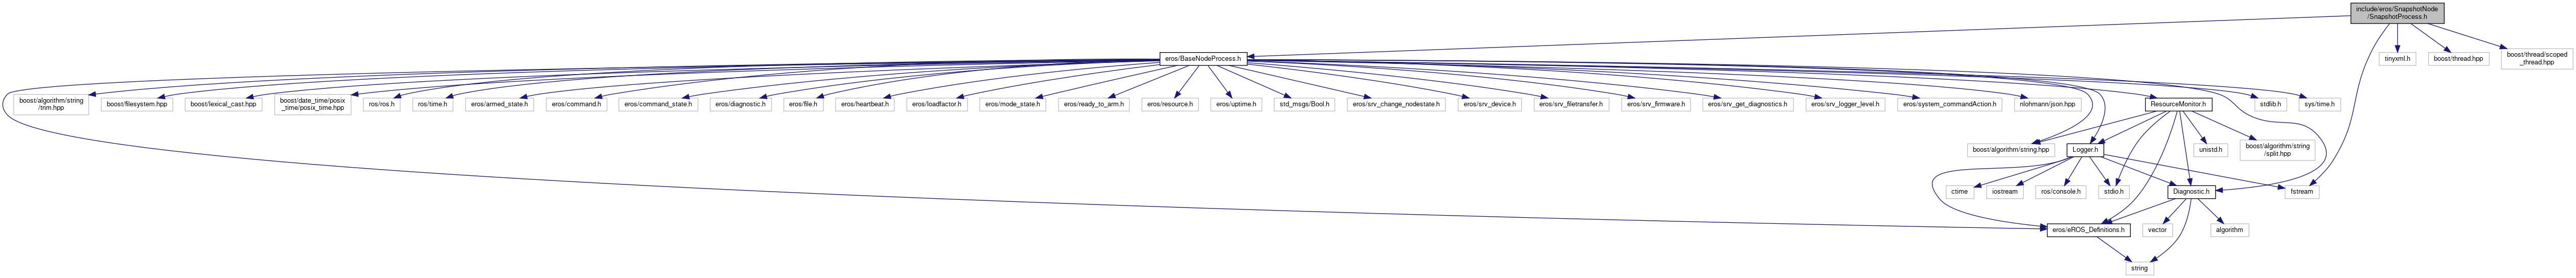 include/eros/SnapshotNode
/SnapshotProcess.h
eros/BaseNodeProcess.h
tinyxml.h
boost/thread.hpp
boost/thread/scoped
_thread.hpp
boost/algorithm/string
/trim.hpp
boost/filesystem.hpp
boost/lexical_cast.hpp
boost/date_time/posix
_time/posix_time.hpp
ros/ros.h
ros/time.h
eros/armed_state.h
eros/command.h
eros/command_state.h
eros/diagnostic.h
eros/file.h
eros/heartbeat.h
eros/loadfactor.h
eros/mode_state.h
eros/ready_to_arm.h
eros/resource.h
eros/uptime.h
std_msgs/Bool.h
eros/srv_change_nodestate.h
eros/srv_device.h
eros/srv_filetransfer.h
eros/srv_firmware.h
eros/srv_get_diagnostics.h
eros/srv_logger_level.h
eros/system_commandAction.h
nlohmann/json.hpp
ResourceMonitor.h
stdlib.h
sys/time.h
boost/algorithm/string.hpp
Logger.h
unistd.h
boost/algorithm/string
/split.hpp
ctime
iostream
ros/console.h
stdio.h
Diagnostic.h
fstream
eros/eROS_Definitions.h
vector
algorithm
string